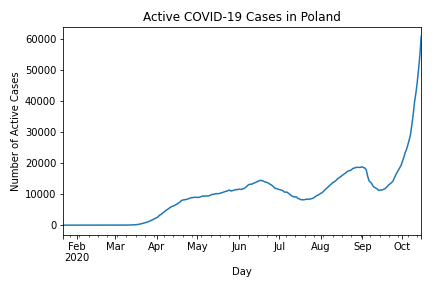 Active COVID-19 Cases in Poland
Number of Active Cases
60000
50000
40000
30000
20000
10000
0
Feb Mar Apr May Jun Jul Aug Sep Oct
2020
Day